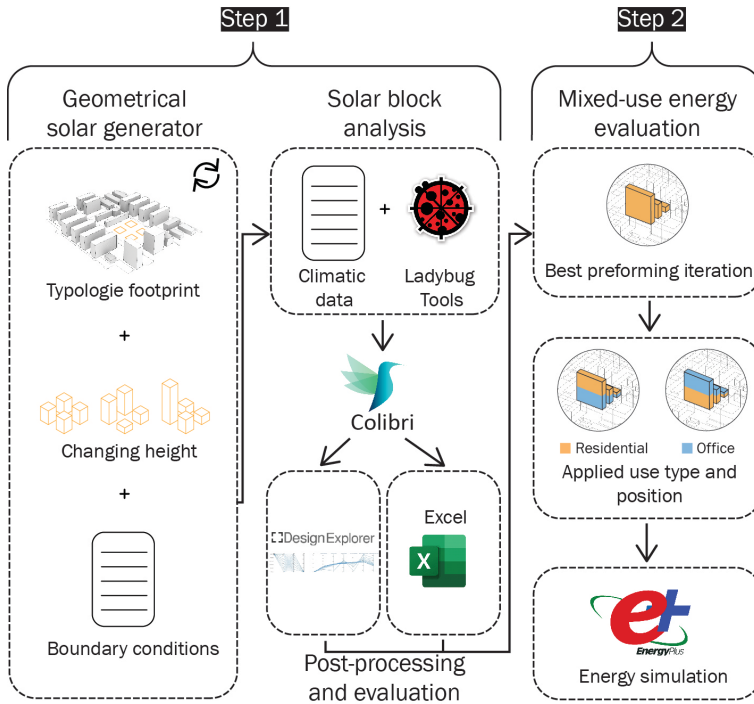 Step 1
Step 2
Geometrical
solar generator
Solar block
analysis
Mixed-use energy
evaluation
Typologie footprint
+
Changing height
+
Boundary conditions
+
Climatic
data
Ladybug
Tools
Colibri
DesignExplorer
Excel
X
Post-processing
and evaluation
Best preforming iteration
Residential
Office
Applied use type and
position
e+
EnergyPlus
Energy simulation